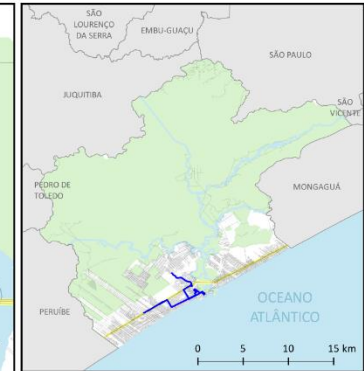 SÃO
LOURENÇO
DA SERRA
EMBU-GUAÇU
SÃO PAULO
JUQUITIBA
SÃO
VICENTE
PEDRO DE
TOLEDO
MONGAGUÁ
PERUÍBE
OCEANO
ATLÂNTICO
0 5 10 15 km